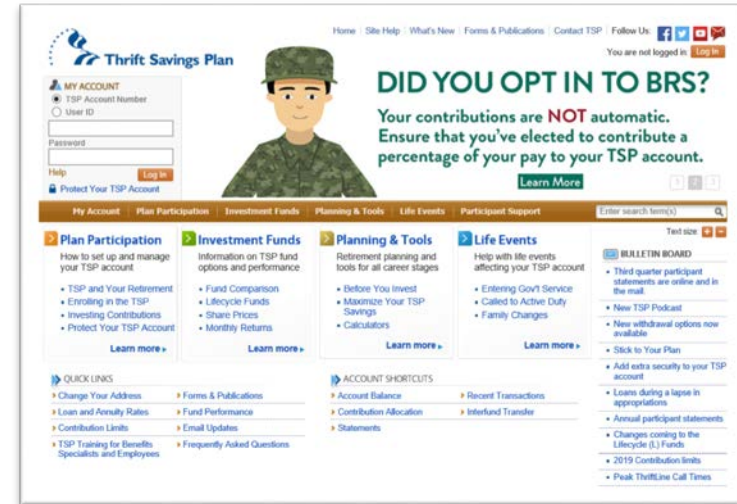 Home | Site Help | What's New | Forms & Publications | Contact TSP | Follow Us:
You are not logged in: Log In
Thrift Savings Plan
MY ACCOUNT
TSP Account Number
User ID
Password
Help Log In
Protect Your TSP Account
DID YOU OPT IN TO BRS?
Your contributions are NOT automatic.
Ensure that you've elected to contribute a
percentage of your pay to your TSP account.
Learn More
1 2 3
My Account | Plan Participation | Investment Funds | Planning & Tools | Life Events | Participant Support
Enter search term(s)
Text size:
Plan Participation
How to set up and manage
your TSP account
• TSP and Your Retirement
• Enrolling in the TSP
• Investing Contributions
• Protect Your TSP Account
Learn more
Investment Funds
Information on TSP fund
options and performance
• Fund Comparison
• Lifecycle Funds
• Share Prices
• Monthly Returns
Learn more
Planning & Tools
Retirement planning and
tools for all career stages
• Before You Invest
• Maximize Your TSP
Savings
• Calculators
Learn more
Life Events
Help with life events
affecting your TSP account
• Entering Gov't Service
• Called to Active Duty
• Family Changes
Learn more
BULLETIN BOARD
• Third quarter participant
statements are online and in
the mail.
• New TSP Podcast
• New withdrawal options now
available
• Stick to Your Plan
• Add extra security to your TSP
account
• Loans during a lapse in
appropriations
• Annual participant statements
• Changes coming to the
Lifecycle (L) Funds
• 2019 Contribution limits
• Peak ThriftLine Call Times
QUICK LINKS
Change Your Address
Loan and Annuity Rates
Contribution Limits
TSP Training for Benefits
Specialists and Employees
Forms & Publications
Fund Performance
Email Updates
Frequently Asked Questions
ACCOUNT SHORTCUTS
Account Balance
Contribution Allocation
Statements
Recent Transactions
Interfund Transfer